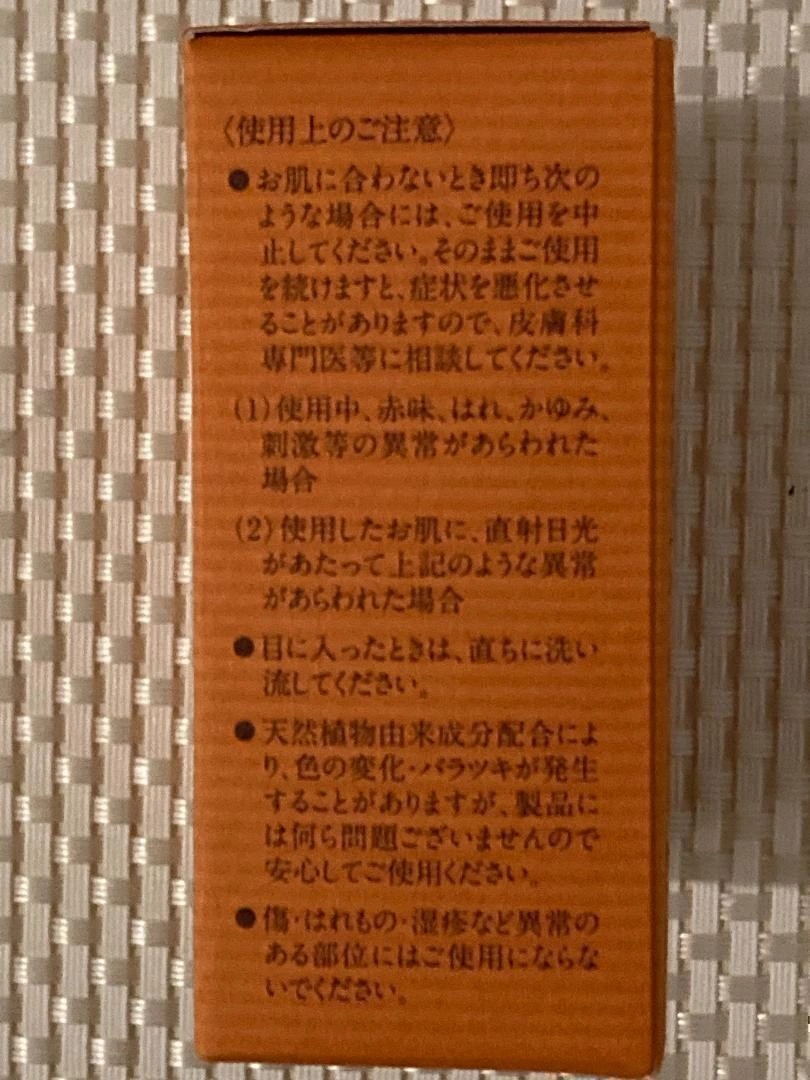 〈使用上のご注意〉
●お肌に合わないとき即ち次の
ような場合には、ご使用を中
止してください。そのままご使用
を続けますと、症状を悪化させ
ることがありますので、皮膚科
専門医等に相談してください。
(1)使用中、赤味、はれ、かゆみ、
刺激等の異常があらわれた
場合
(2)使用したお肌に、直射日光
があたって上記のような異常
があらわれた場合
●目に入ったときは、直ちに洗い
流してください。
●天然植物由来成分配合によ
り、色の変化・バラツキが発生
することがありますが、製品に
は何ら問題ございませんので
安心してご使用ください。
●傷・はれもの・湿疹など異常の
ある部位にはご使用にならな
いでください。